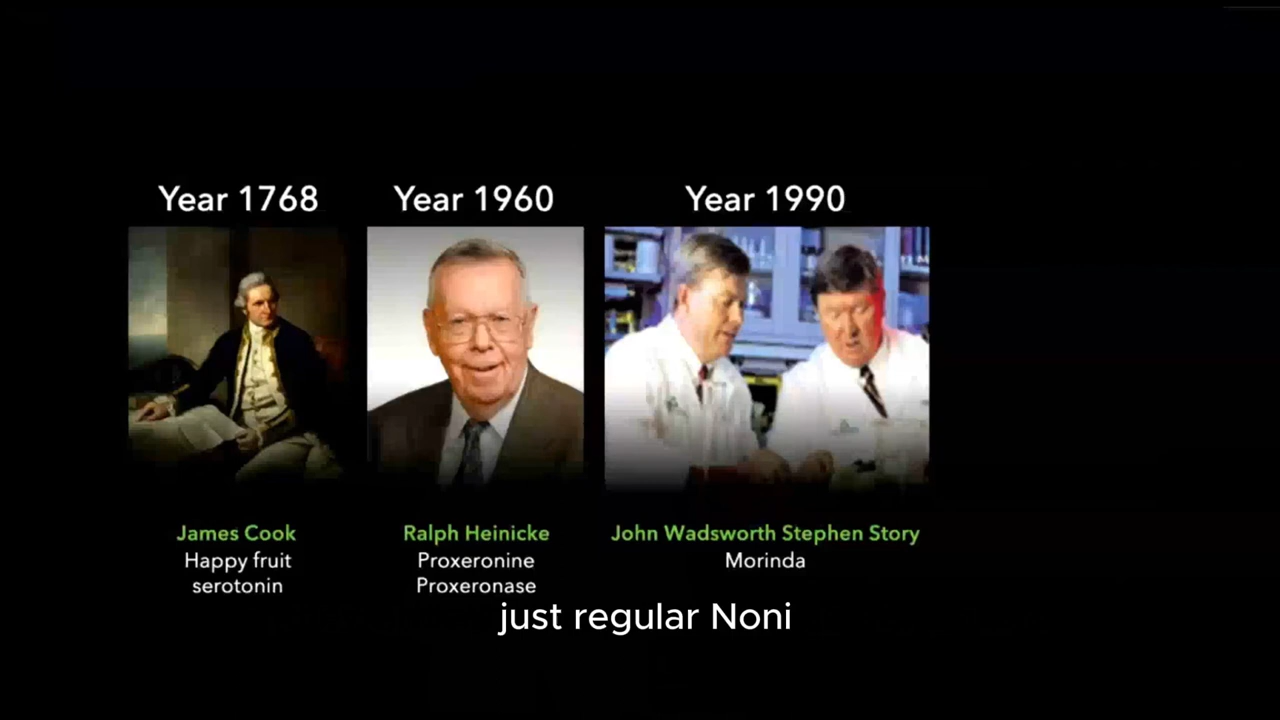 Year 1768
Year 1960
Year 1990
James Cook
Happy fruit
serotonin
Ralph Heinicke
Proxeronine
Proxeronase
John Wadsworth Stephen Story
Morinda
just regular Noni